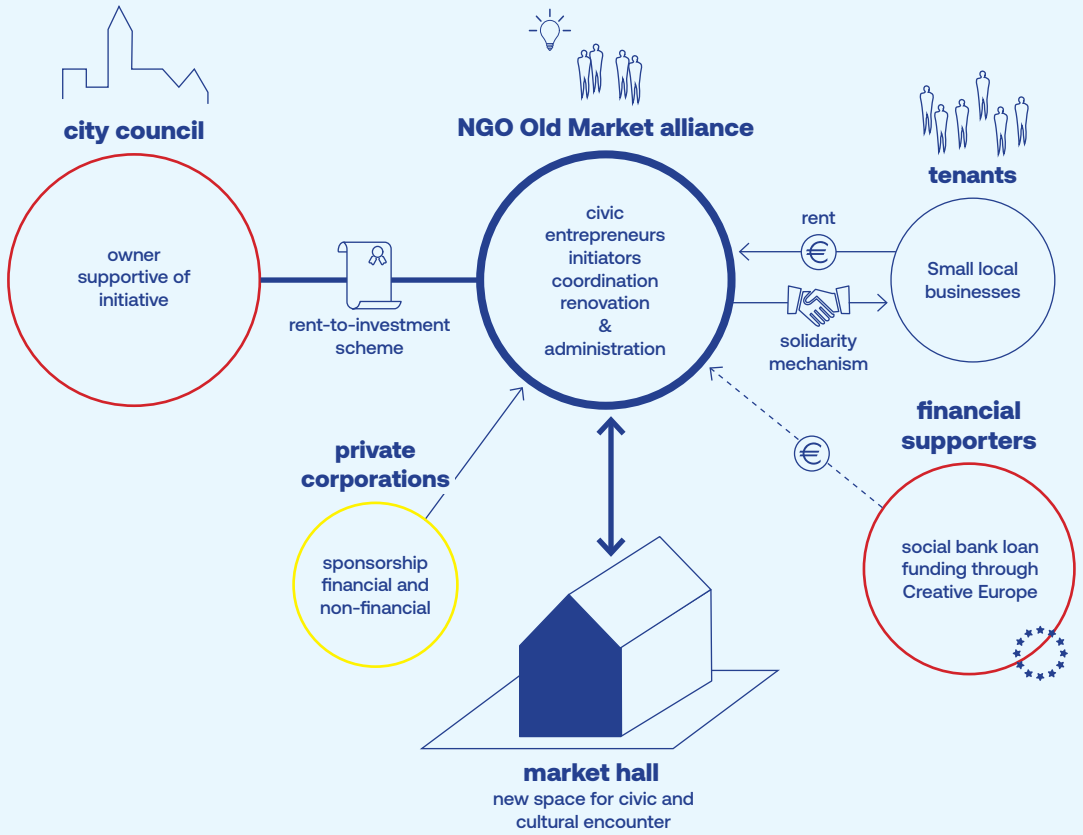 city council
owner
supportive of
initiative
rent-to-investment
scheme
NGO Old Market alliance
civic
entrepreneurs
initiators
coordination
renovation
&
administration
tenants
rent
€
Small local
businesses
solidarity
mechanism
private
corporations
sponsorship
financial and
non-financial
financial
supporters
€
social bank loan
funding through
Creative Europe
market hall
new space for civic and
cultural encounter